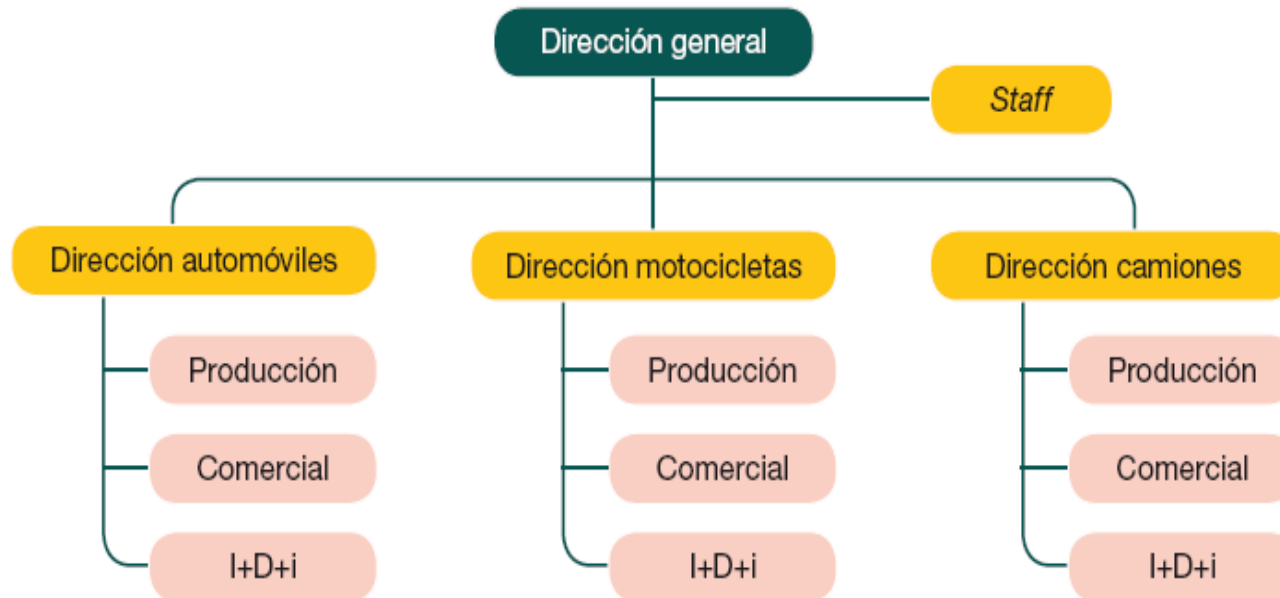 Dirección general
Staff
Dirección automóviles
Dirección motocicletas
Dirección camiones
Producción
Producción
Producción
Comercial
Comercial
Comercial
I+D+i
I+D+i
I+D+i